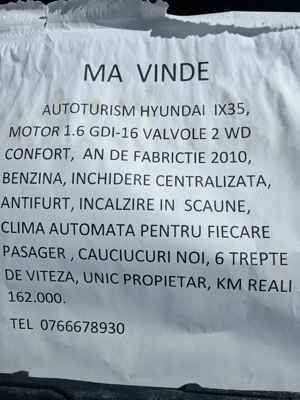 MA VINDE
AUTOTURISM HYUNDAI IX35,
MOTOR 1.6 GDI-16 VALVOLE 2 WD
CONFORT, AN DE FABRICTIE 2010,
BENZINA, INCHIDERE CENTRALIZATA,
ANTIFURT, INCALZIRE IN SCAUNE,
CLIMA AUTOMATA PENTRU FIECARE
PASAGER , CAUCIUCURI NOI, 6 TREPTE
DE VITEZA, UNIC PROPIETAR, KM REALI
162.000.
TEL 0766678930